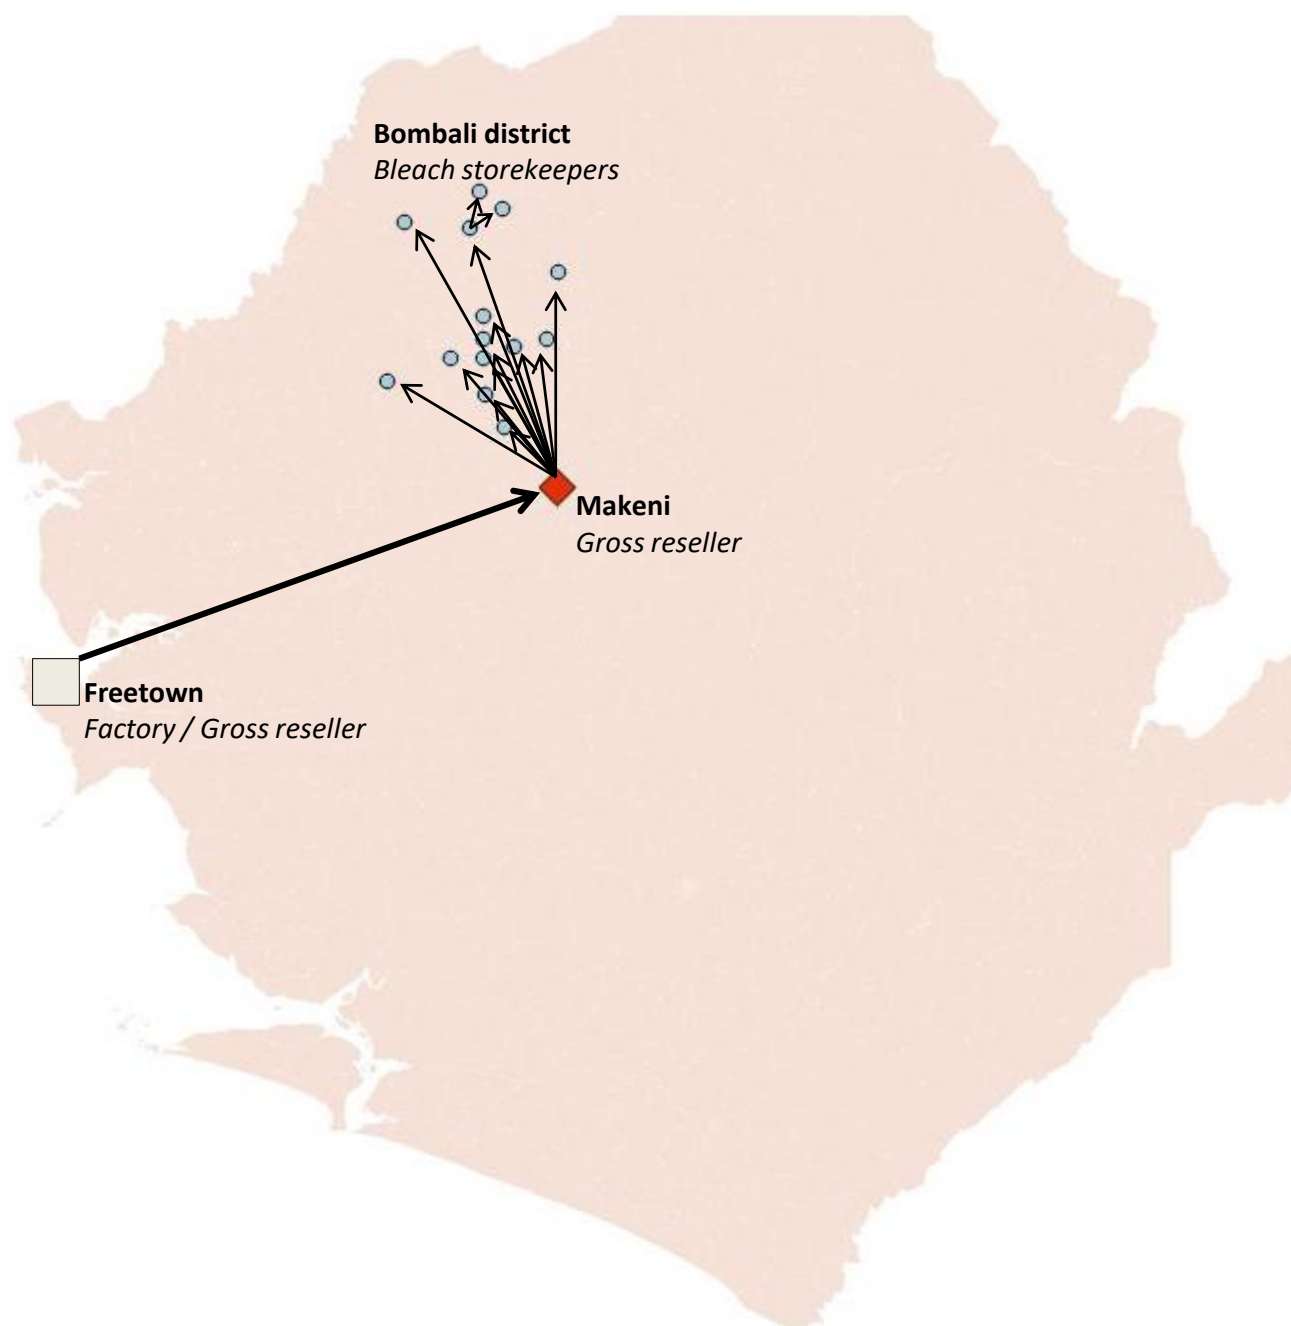 Bombali district
Bleach storekeepers
Makeni
Gross reseller
Freetown
Factory / Gross reseller